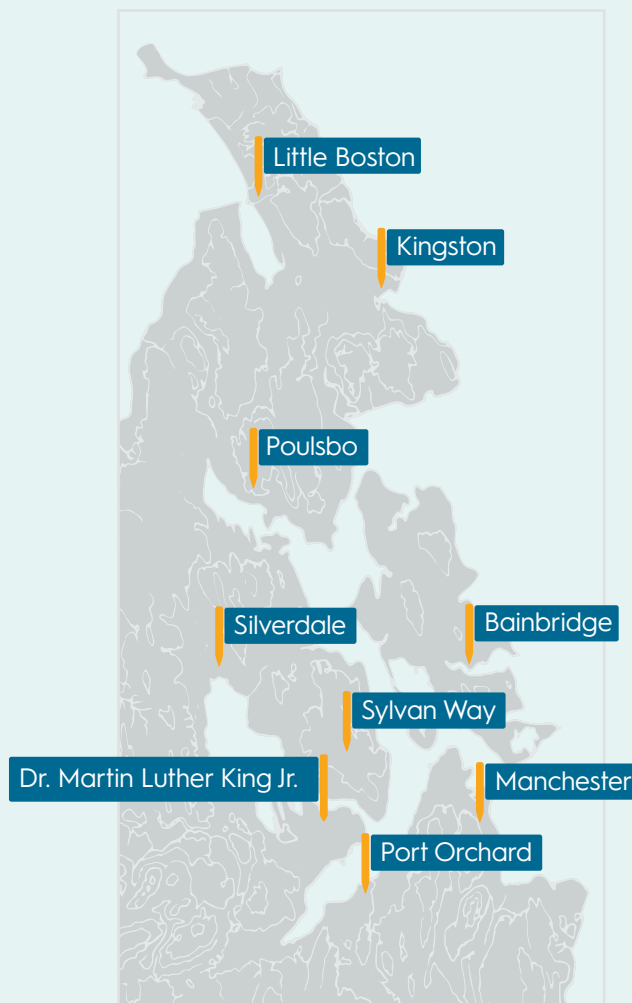 Little Boston
Kingston
Poulsbo
Silverdale
Bainbridge
Sylvan Way
Dr. Martin Luther King Jr.
Manchester
Port Orchard